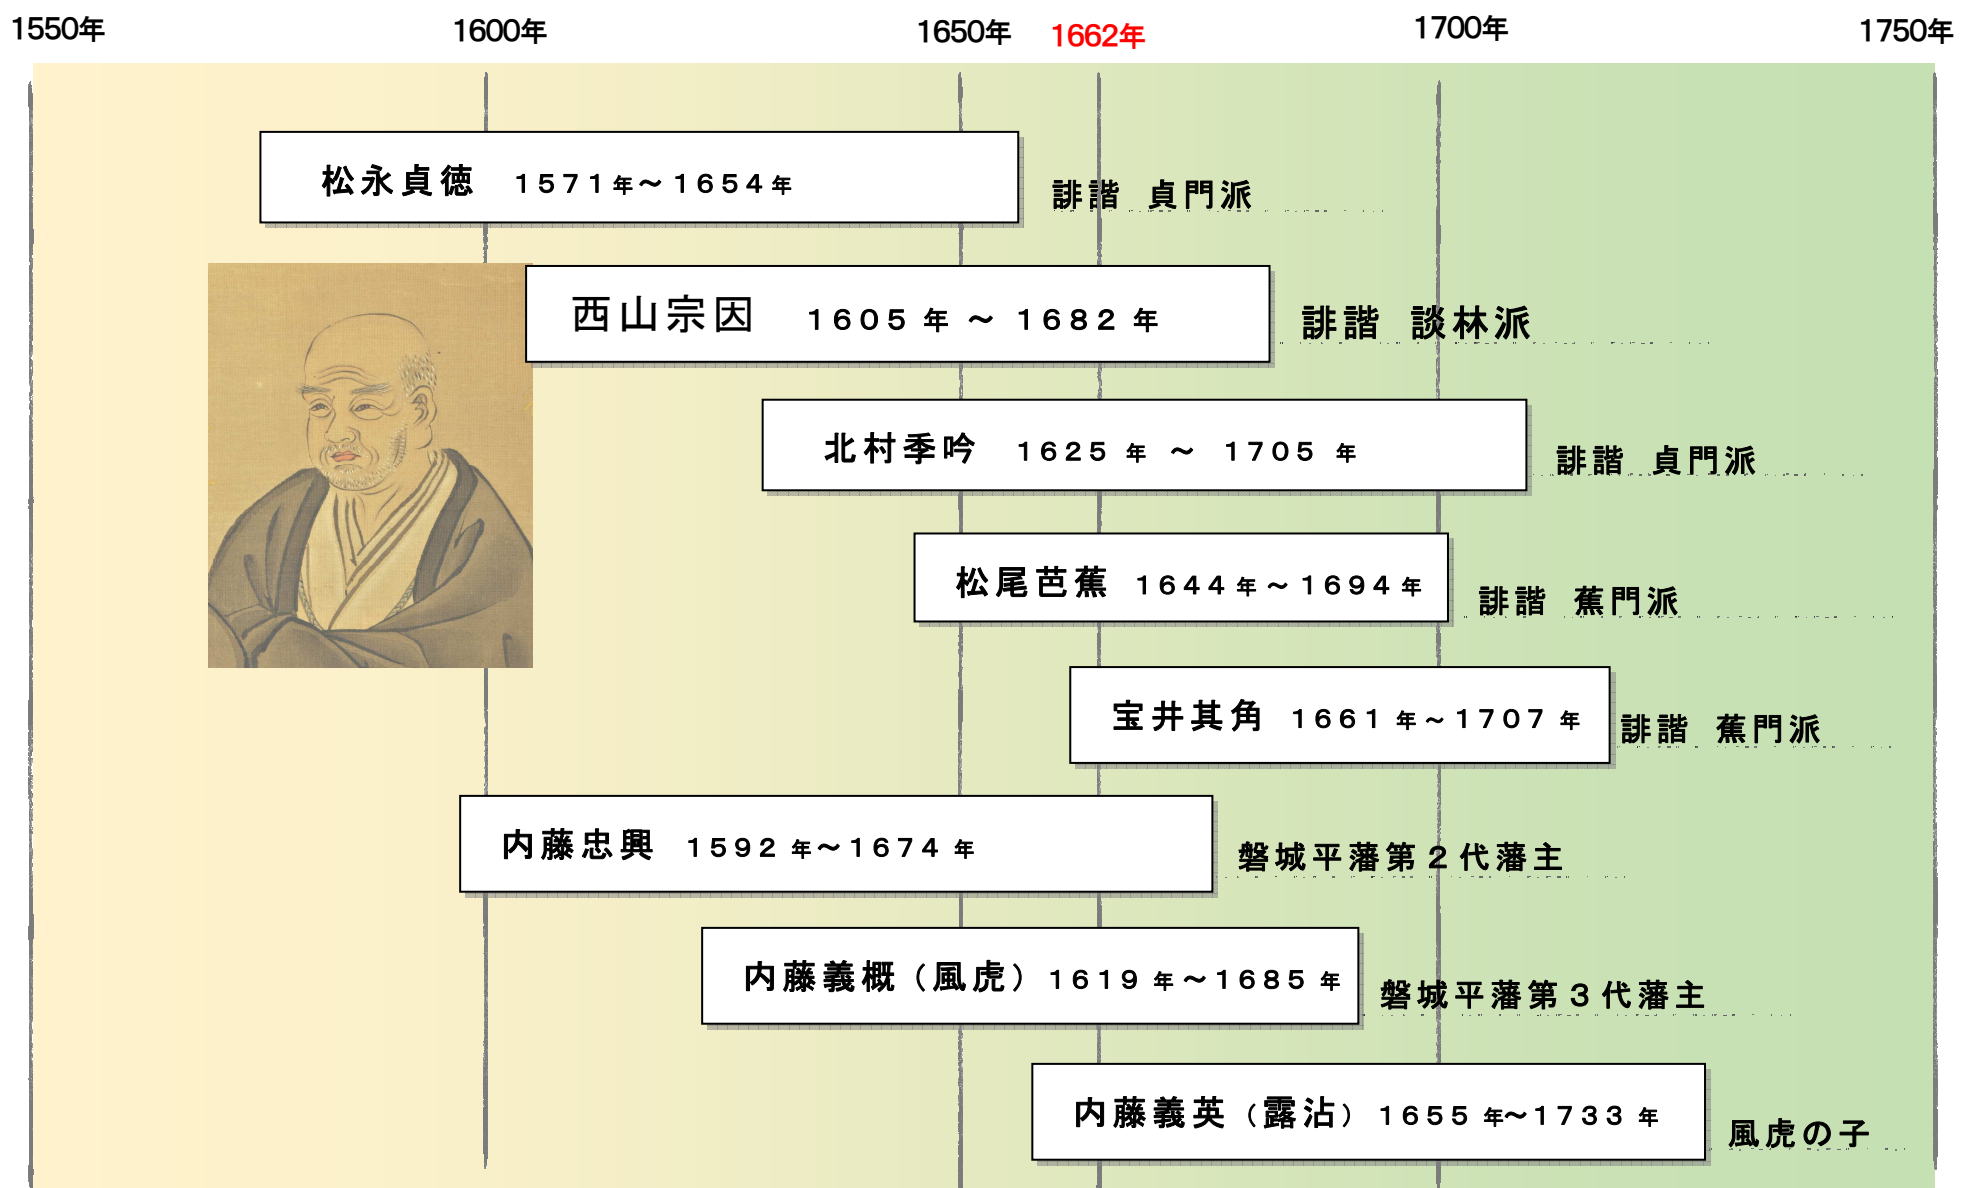 1550年 1600年 1650年 1662年 1700年 1750年
松永貞徳 1571年～1654年 誹諧 貞門派
西山宗因 1605年～1682年 誹諧 談林派
北村季吟 1625年～1705年 誹諧 貞門派
松尾芭蕉 1644年～1694年 誹諧 蕉門派
宝井其角 1661年～1707年 誹諧 蕉門派
内藤忠興 1592年～1674年 磐城平藩第2代藩主
内藤義概（風虎）1619年～1685年 磐城平藩第3代藩主
内藤義英（露沾）1655年～1733年 風虎の子